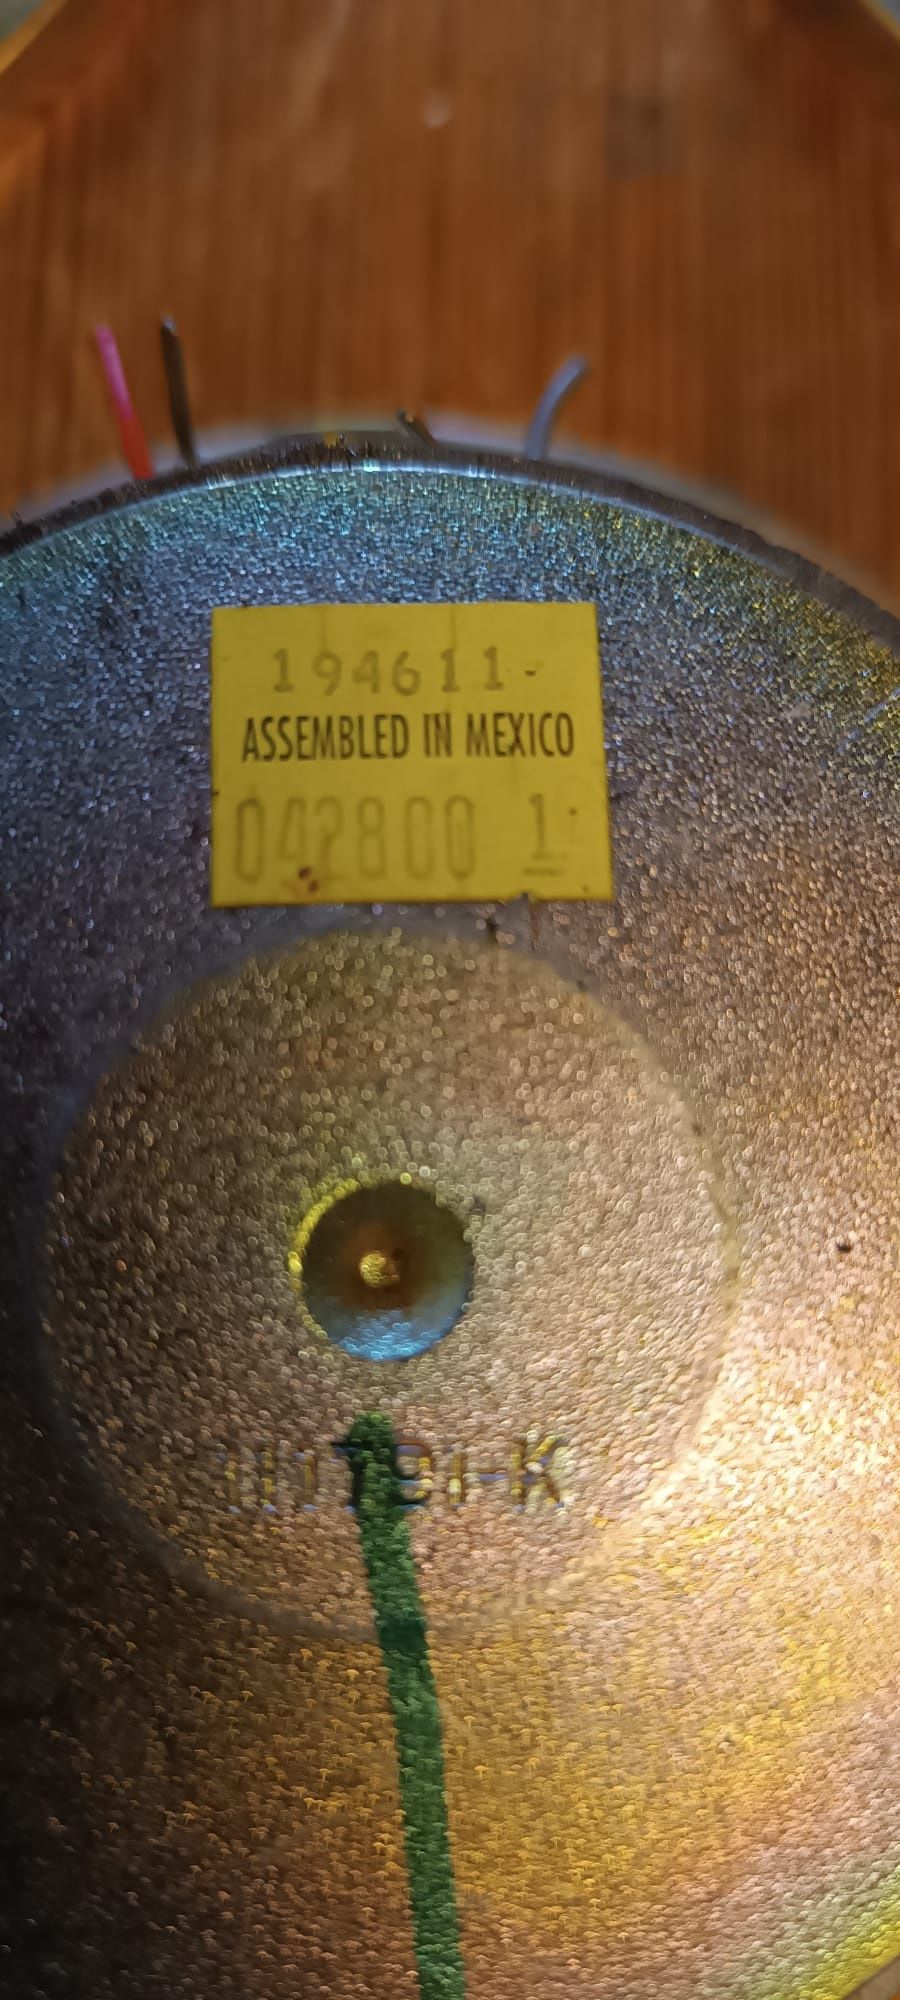 194611-
ASSEMBLED IN MEXICO
042800 1